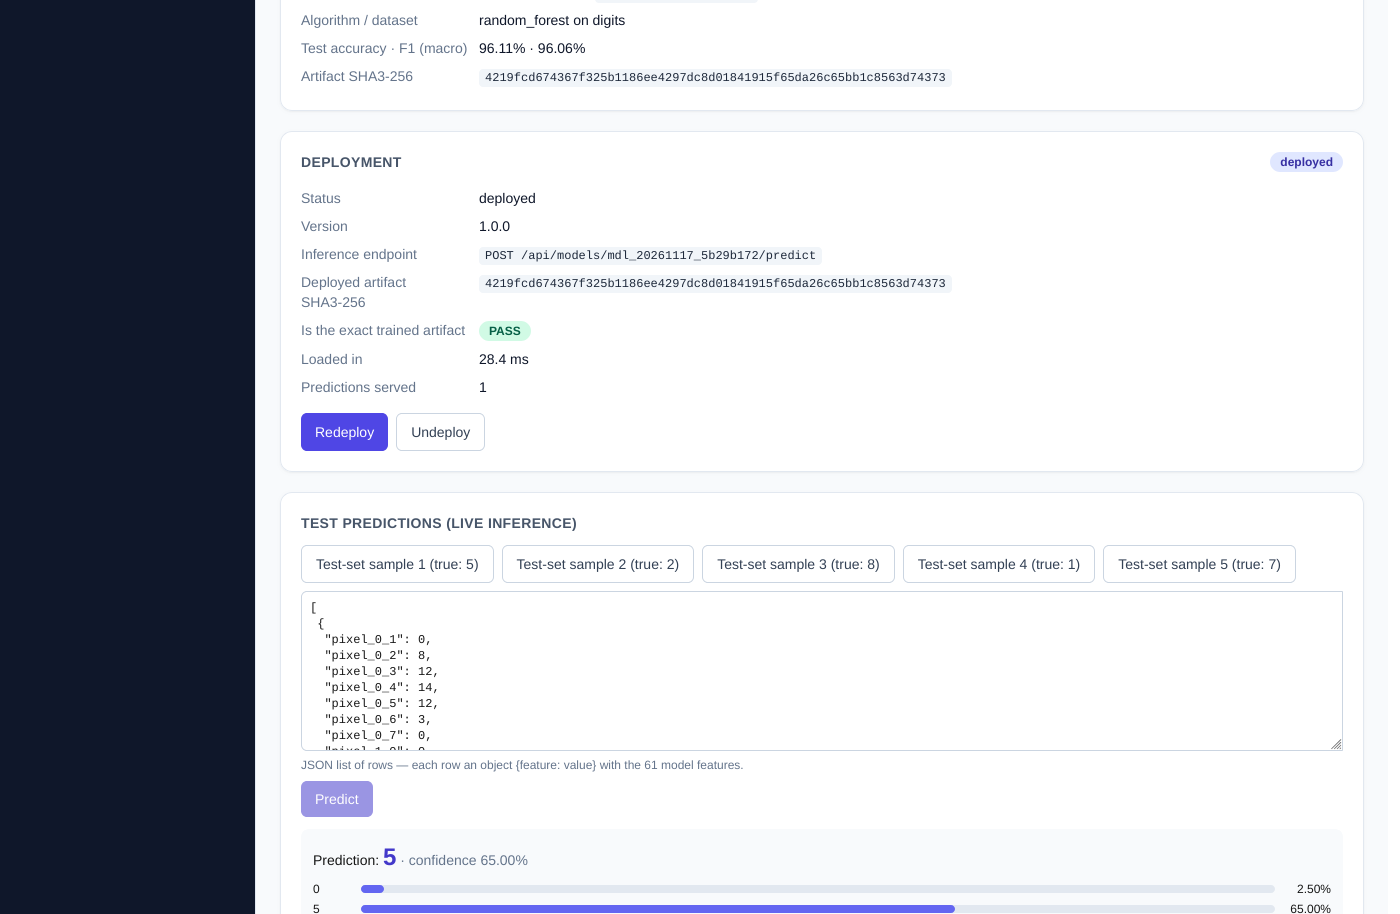 Algorithm / dataset random_forest on digits
Test accuracy · F1 (macro) 96.11% · 96.06%
Artifact SHA3-256 4219fcd674367f325b1186ee4297dc8d01841915f65da26c65bb1c8563d74373
DEPLOYMENT deployed
Status deployed
Version 1.0.0
Inference endpoint POST /api/models/mdl_20261117_5b29b172/predict
Deployed artifact 4219fcd674367f325b1186ee4297dc8d01841915f65da26c65bb1c8563d74373
SHA3-256
Is the exact trained artifact PASS
Loaded in 28.4 ms
Predictions served 1
Redeploy Undeploy
TEST PREDICTIONS (LIVE INFERENCE)
Test-set sample 1 (true: 5) Test-set sample 2 (true: 2) Test-set sample 3 (true: 8) Test-set sample 4 (true: 1) Test-set sample 5 (true: 7)
[
{
"pixel_0_1": 0,
"pixel_0_2": 8,
"pixel_0_3": 12,
"pixel_0_4": 14,
"pixel_0_5": 12,
"pixel_0_6": 3,
"pixel_0_7": 0,
JSON list of rows — each row an object {feature: value} with the 61 model features.
Predict
Prediction: 5 · confidence 65.00%
0 2.50%
5 65.00%